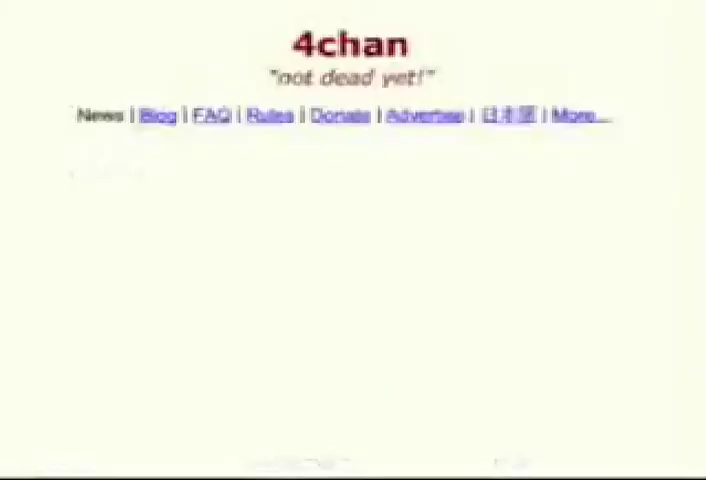 4chan
"not dead yet!"
News | Blog | FAQ | Rules | Donate | Advertise | 日本語 | More...